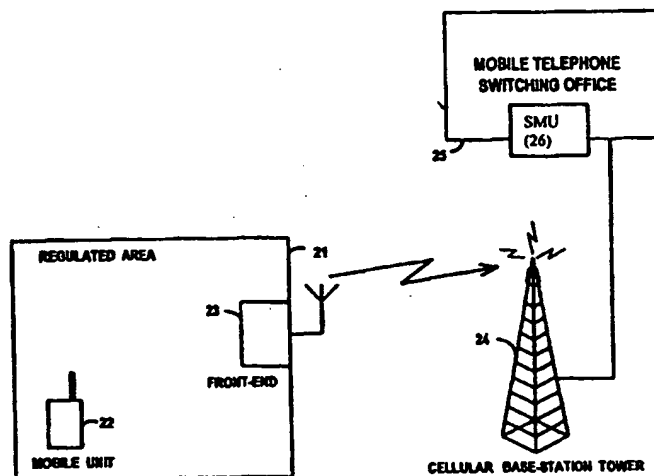 MOBILE TELEPHONE
SWITCHING OFFICE
SMU
(26)
25
REGULATED AREA
21
23
FRONT-END
22
MOBILE UNIT
24
CELLULAR BASE-STATION TOWER